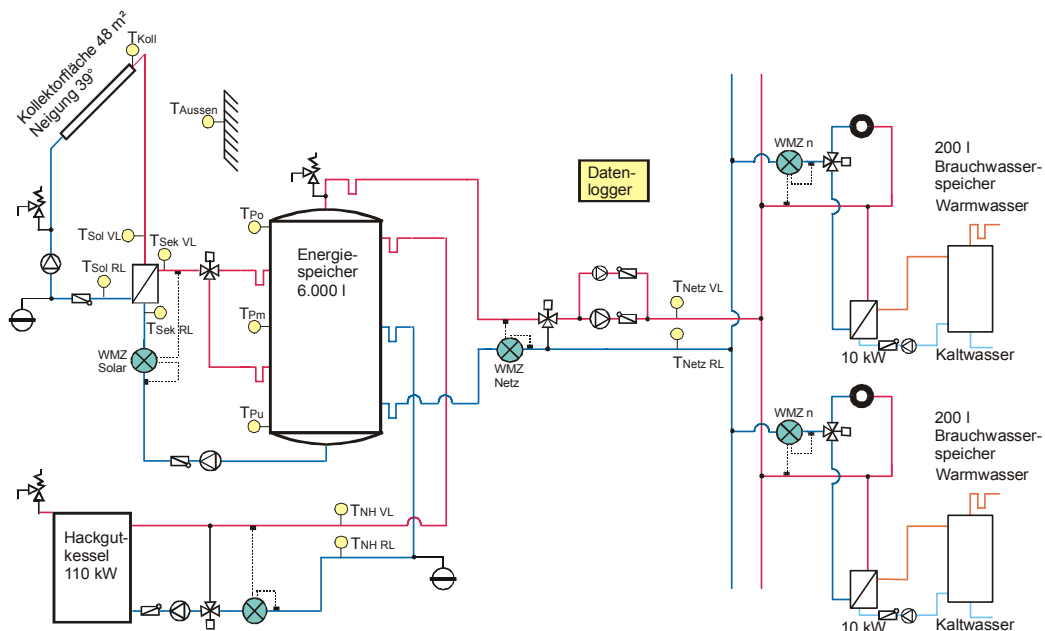 Kollektorfläche 48 m²
Neigung 39°
TKoll
TAussen
TSol VL
TSek VL
TSol RL
TSek RL
WMZ
Solar
TPo
TPm
TPu
Energie-
speicher
6.000 l
Daten-
logger
WMZ
Netz
TNetz VL
TNetz RL
Hackgut-
kessel
110 kW
TNH VL
TNH RL
WMZ n
200 l
Brauchwasser-
speicher
Warmwasser
10 kW
Kaltwasser
WMZ n
200 l
Brauchwasser-
speicher
Warmwasser
10 kW
Kaltwasser